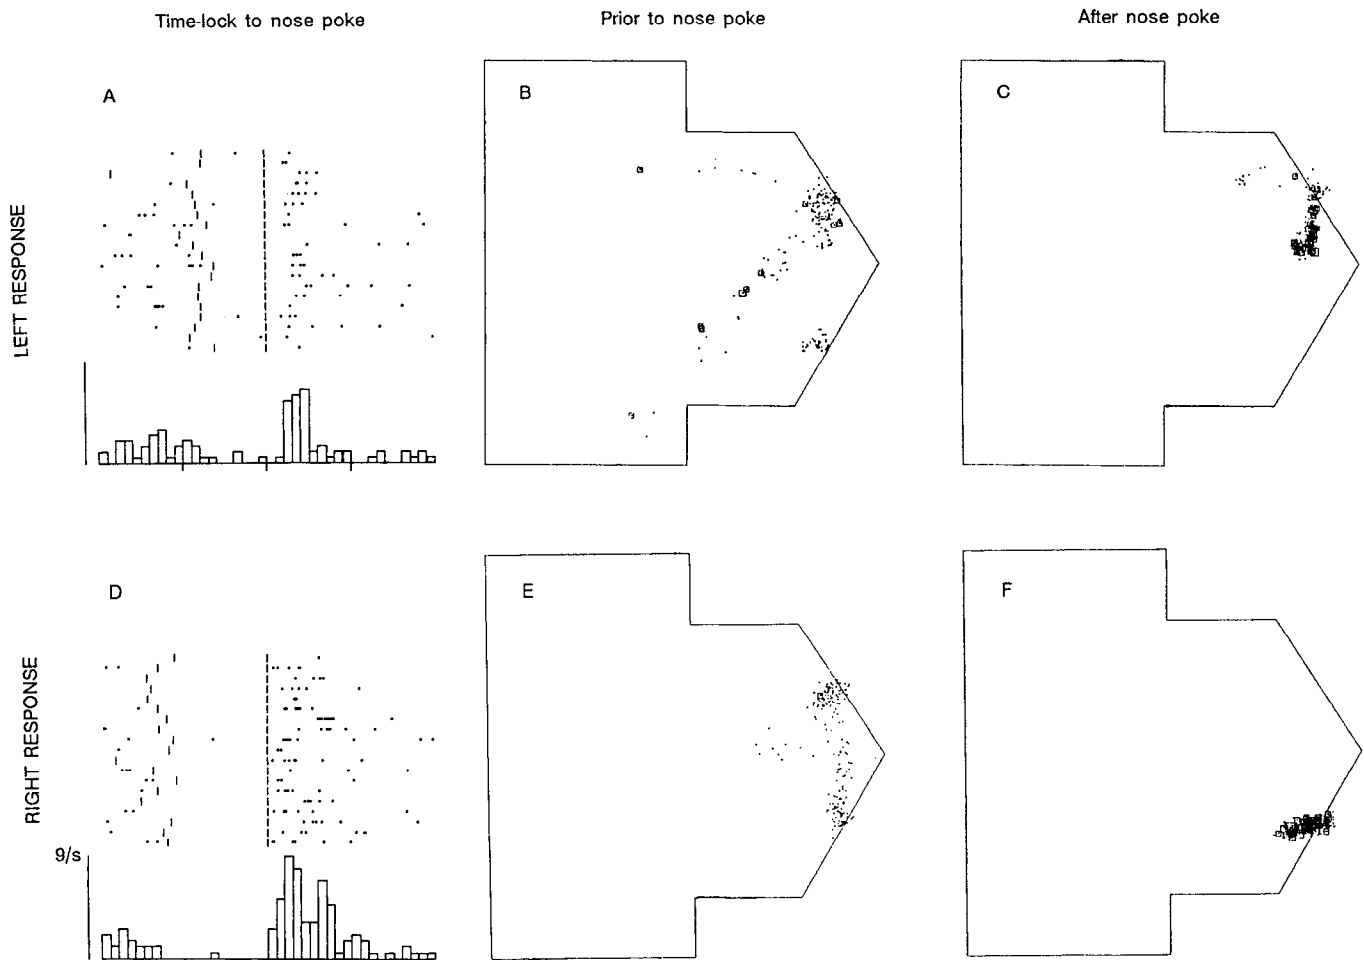 Time-lock to nose poke
Prior to nose poke
After nose poke
A
B
C
LEFT RESPONSE
D
E
F
RIGHT RESPONSE
9/s